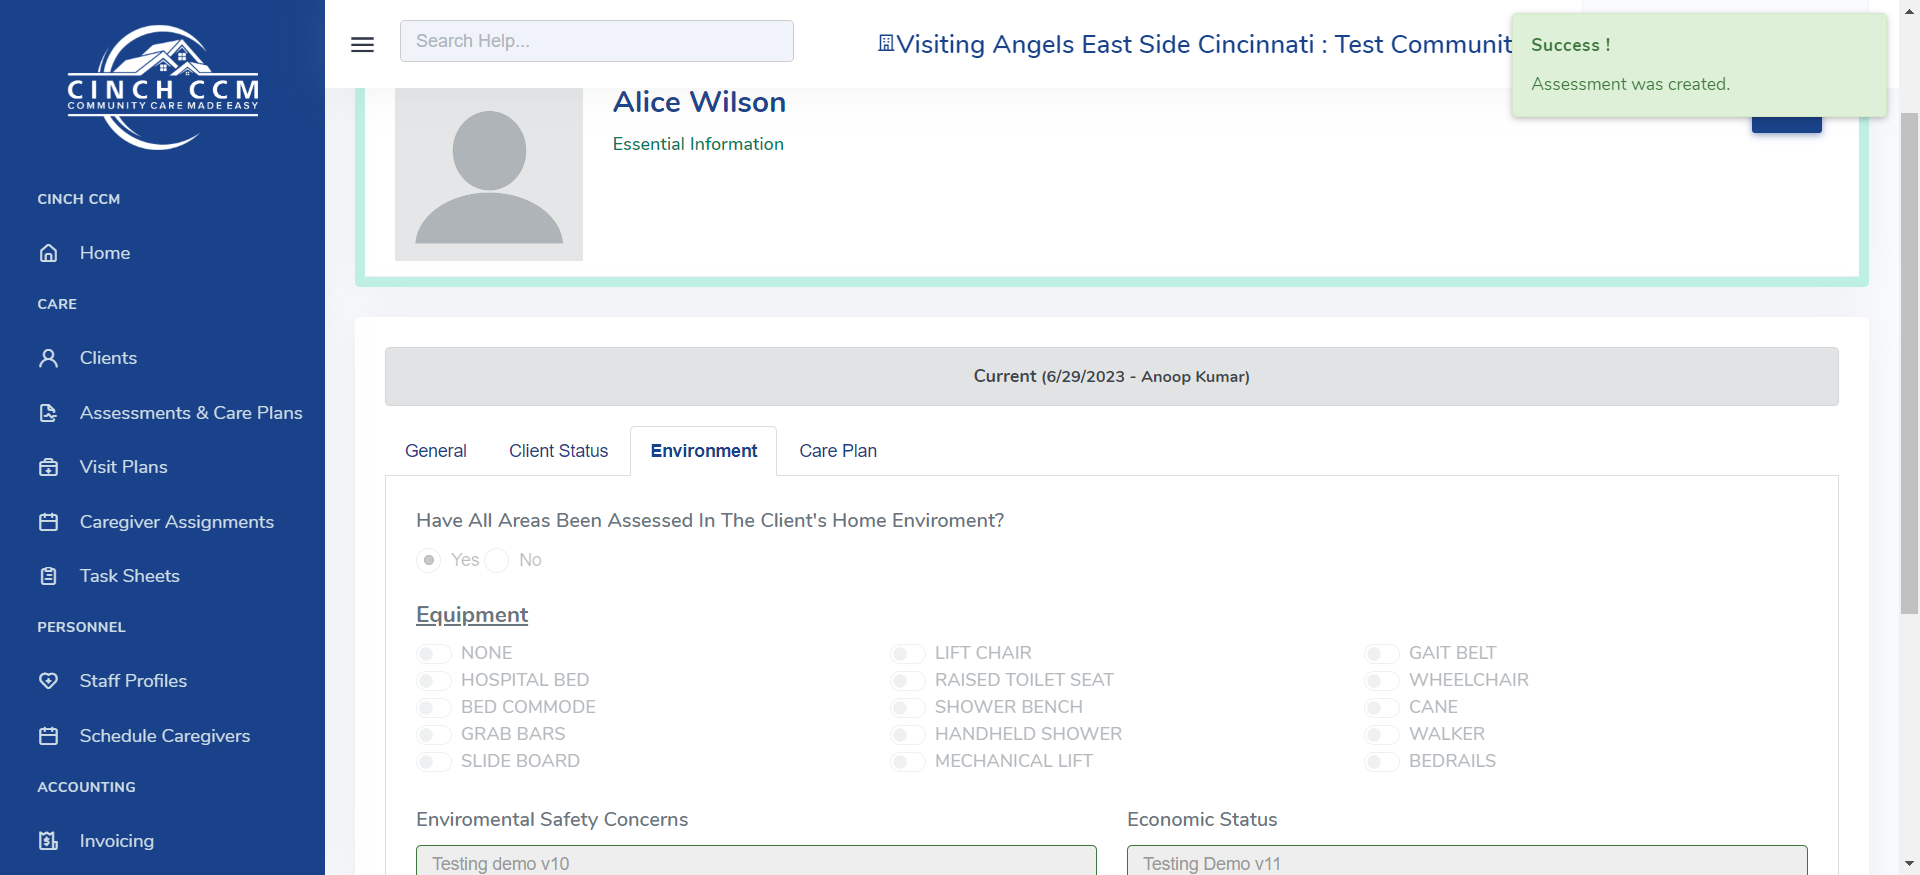 CINCH CCM
COMMUNITY CARE MADE EASY
CINCH CCM
Home
CARE
Clients
Assessments & Care Plans
Visit Plans
Caregiver Assignments
Task Sheets
PERSONNEL
Staff Profiles
Schedule Caregivers
ACCOUNTING
Invoicing
Search Help...
Visiting Angels East Side Cincinnati : Test Communit
Success !
Assessment was created.
Alice Wilson
Essential Information
Current (6/29/2023 - Anoop Kumar)
General Client Status Environment Care Plan
Have All Areas Been Assessed In The Client's Home Enviroment?
Yes No
Equipment
NONE LIFT CHAIR GAIT BELT
HOSPITAL BED RAISED TOILET SEAT WHEELCHAIR
BED COMMODE SHOWER BENCH CANE
GRAB BARS HANDHELD SHOWER WALKER
SLIDE BOARD MECHANICAL LIFT BEDRAILS
Enviromental Safety Concerns Economic Status
Testing demo v10 Testing Demo v11